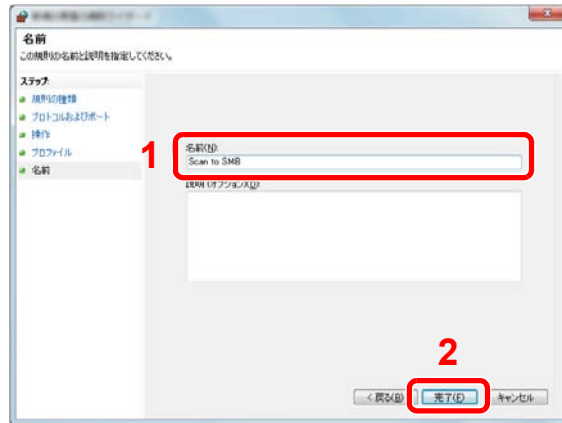 名前
この規則の名前と説明を指定してください。
ステップ:
規則の種類
プロトコルおよびポート
操作
プロファイル
名前
1
名前(N):
Scan to SMB
説明 (オプション)(D):
2
< 戻る(B)
完了(F)
キャンセル